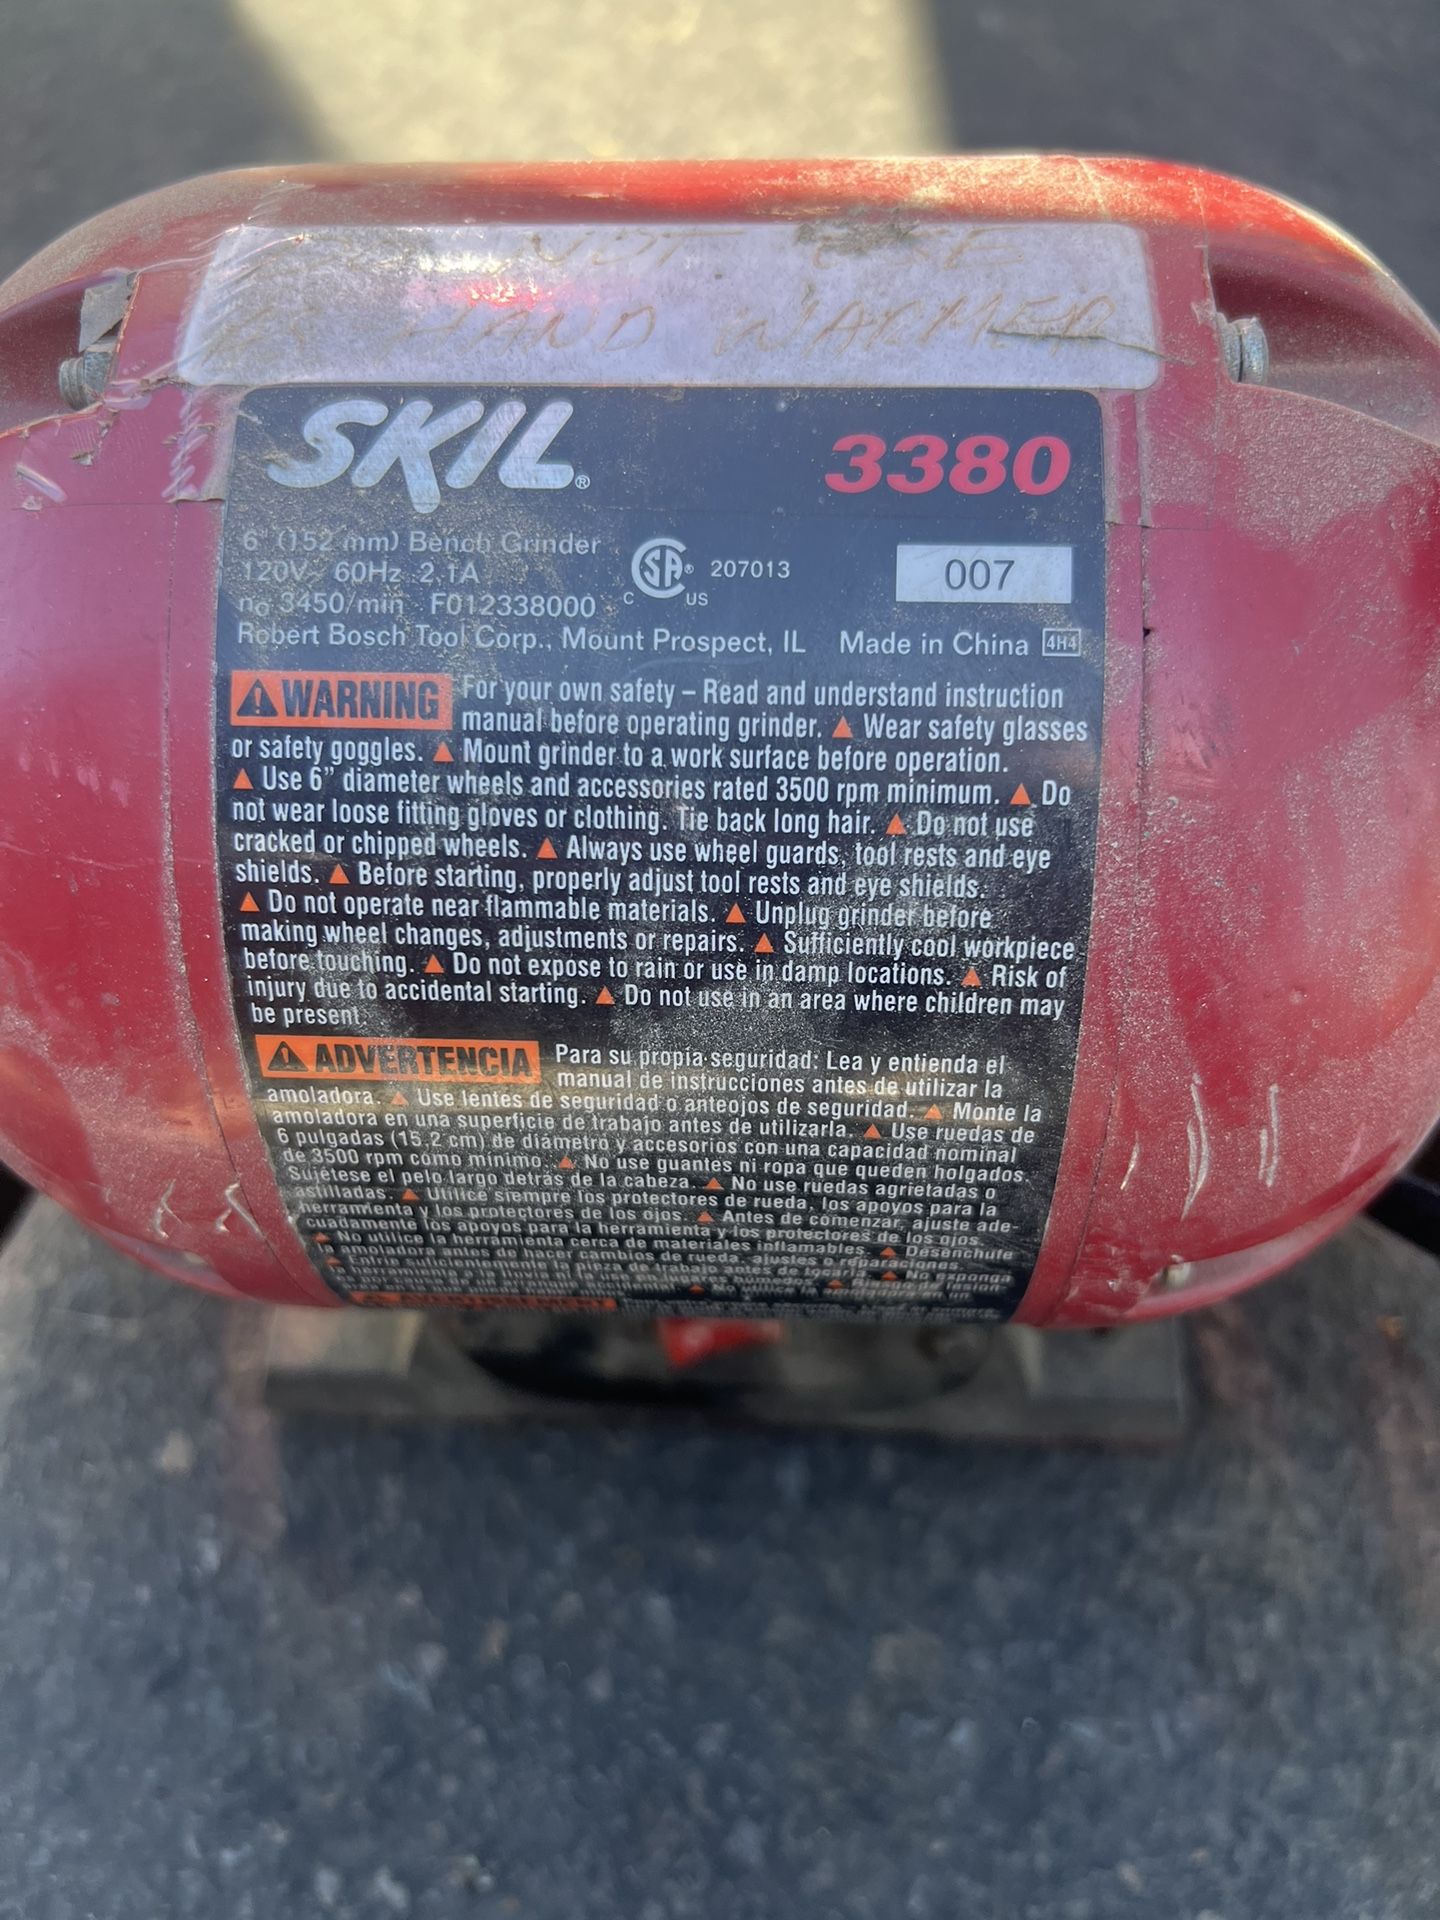 DO NOT USE
AS HAND WARMER
SKIL® 3380
6" (152 mm) Bench Grinder
120V~ 60Hz 2.1A
n₀ 3450/min F012338000
CSA® C US 207013
007
Robert Bosch Tool Corp., Mount Prospect, IL Made in China 4H4
WARNING For your own safety – Read and understand instruction
manual before operating grinder. ▲ Wear safety glasses
or safety goggles. ▲ Mount grinder to a work surface before operation.
▲ Use 6" diameter wheels and accessories rated 3500 rpm minimum. ▲ Do
not wear loose fitting gloves or clothing. Tie back long hair. ▲ Do not use
cracked or chipped wheels. ▲ Always use wheel guards, tool rests and eye
shields. ▲ Before starting, properly adjust tool rests and eye shields.
▲ Do not operate near flammable materials. ▲ Unplug grinder before
making wheel changes, adjustments or repairs. ▲ Sufficiently cool workpiece
before touching. ▲ Do not expose to rain or use in damp locations. ▲ Risk of
injury due to accidental starting. ▲ Do not use in an area where children may
be present.
ADVERTENCIA Para su propia seguridad: Lea y entienda el
manual de instrucciones antes de utilizar la
amoladora. ▲ Use lentes de seguridad o anteojos de seguridad. ▲ Monte la
amoladora en una superficie de trabajo antes de utilizarla. ▲ Use ruedas de
6 pulgadas (15.2 cm) de diámetro y accesorios con una capacidad nominal
de 3500 rpm como mínimo. ▲ No use guantes ni ropa que queden holgados.
Sujétese el pelo largo detrás de la cabeza. ▲ No use ruedas agrietadas o
astilladas. ▲ Utilice siempre los protectores de rueda, los apoyos para la
herramienta y los protectores de los ojos. ▲ Antes de comenzar, ajuste ade-
cuadamente los apoyos para la herramienta y los protectores de los ojos.
▲ No utilice la herramienta cerca de materiales inflamables. ▲ Desenchufe
la amoladora antes de hacer cambios de rueda, ajustes o reparaciones.
▲ Enfríe suficientemente la pieza de trabajo antes de tocarla. ▲ No exponga